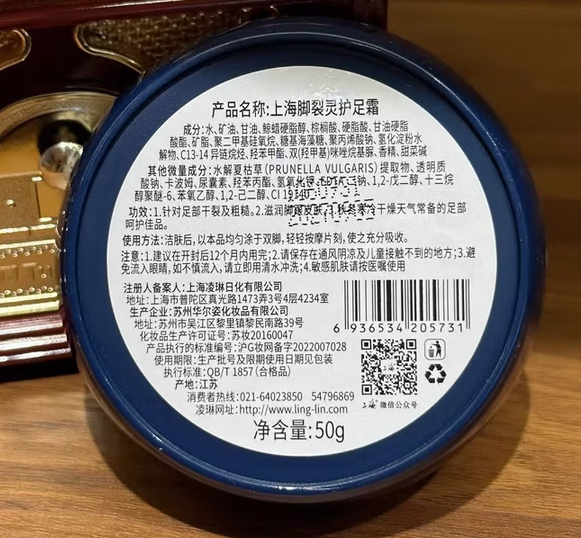 产品名称:上海脚裂灵护足霜
成分:水、矿油、甘油、鲸蜡硬脂醇、棕榈酸、硬脂酸、甘油硬脂
酸酯、矿脂、聚二甲基硅氧烷、糖基海藻糖、聚丙烯酸钠、氢化淀粉水
解物、C13-14异链烷烃、羟苯甲酯、双(羟甲基)咪唑烷基脲、香精、甜菜碱
其他微量成分:水解夏枯草(PRUNELLA VULGARIS)提取物、透明质
酸钠、卡波姆、尿囊素、羟苯丙酯、氢氧化钾、EDTA二钠、1,2-戊二醇、十三烷
醇聚醚-6、苯氧乙醇、1,2-己二醇、CI 19140
功效:1.针对足部干裂及粗糙。2.滋润脚部皮肤 干燥天气常备的足部
呵护佳品。
使用方法:洁肤后,以本品均匀涂于双脚,轻轻按摩片刻,使之充分吸收。
注意:1.建议在开封后12个月内用完;2.请保存在通风阴凉及儿童接触不到的地方;3.避
免流入眼睛,如不慎流入,请立即用清水冲洗;4.敏感肌肤请按医嘱使用
注册人备案人:上海凌琳日化有限公司
地址:上海市普陀区真光路1473弄3号4层4234室
生产企业:苏州华尔姿化妆品有限公司
地址:苏州市吴江区黎里镇黎民南路39号
化妆品生产许可证号:苏妆20160047
产品执行的标准编号:沪G妆网备字2022007028
使用期限:生产批号及限期使用日期见包装
执行标准:QB/T 1857(合格品)
产地:江苏
消费者热线:021-64023850 54796869
凌琳网址:http://www.ling-lin.com
净含量:50g
6 936534 205731
上海 微信公众号